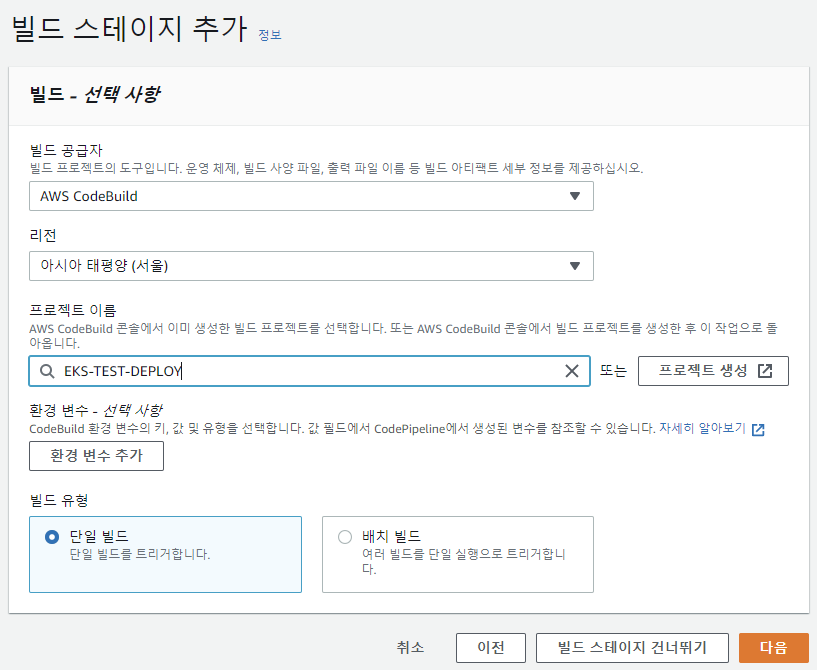 빌드 스테이지 추가 정보
빌드 - 선택 사항
빌드 공급자
빌드 프로젝트의 도구입니다. 운영 체제, 빌드 사양 파일, 출력 파일 이름 등 빌드 아티팩트 세부 정보를 제공하십시오.
AWS CodeBuild
리전
아시아 태평양 (서울)
프로젝트 이름
AWS CodeBuild 콘솔에서 이미 생성한 빌드 프로젝트를 선택합니다. 또는 AWS CodeBuild 콘솔에서 빌드 프로젝트를 생성한 후 이 작업으로 돌
아옵니다.
EKS-TEST-DEPLOY 또는 프로젝트 생성
환경 변수 - 선택 사항
CodeBuild 환경 변수의 키, 값 및 유형을 선택합니다. 값 필드에서 CodePipeline에서 생성된 변수를 참조할 수 있습니다. 자세히 알아보기
환경 변수 추가
빌드 유형
단일 빌드
단일 빌드를 트리거합니다.
배치 빌드
여러 빌드를 단일 실행으로 트리거합니
다.
취소 이전 빌드 스테이지 건너뛰기 다음